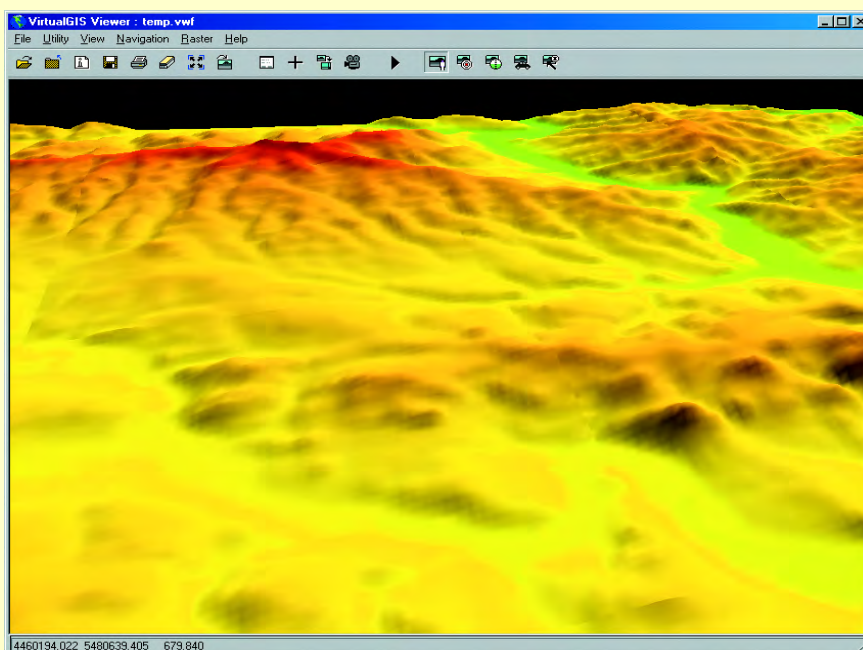 VirtualGIS Viewer : temp.vwf
File Utility View Navigation Raster Help
4460194.022 5480639.405 679.840